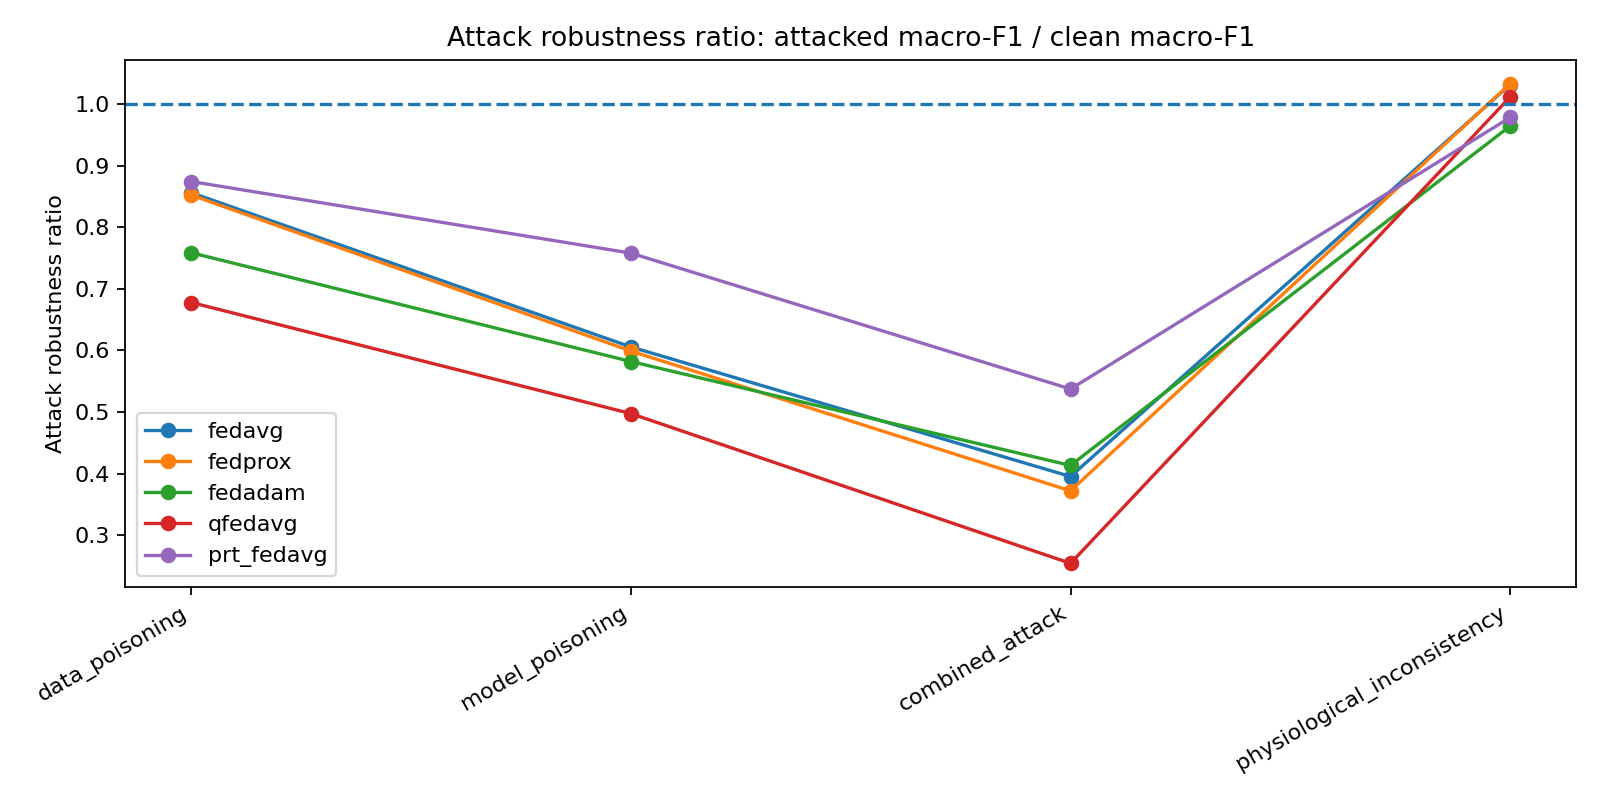 Attack robustness ratio: attacked macro-F1 / clean macro-F1
Attack robustness ratio
1.0
0.9
0.8
0.7
0.6
0.5
0.4
0.3
fedavg
fedprox
fedadam
qfedavg
prt_fedavg
data_poisoning
model_poisoning
combined_attack
physiological_inconsistency